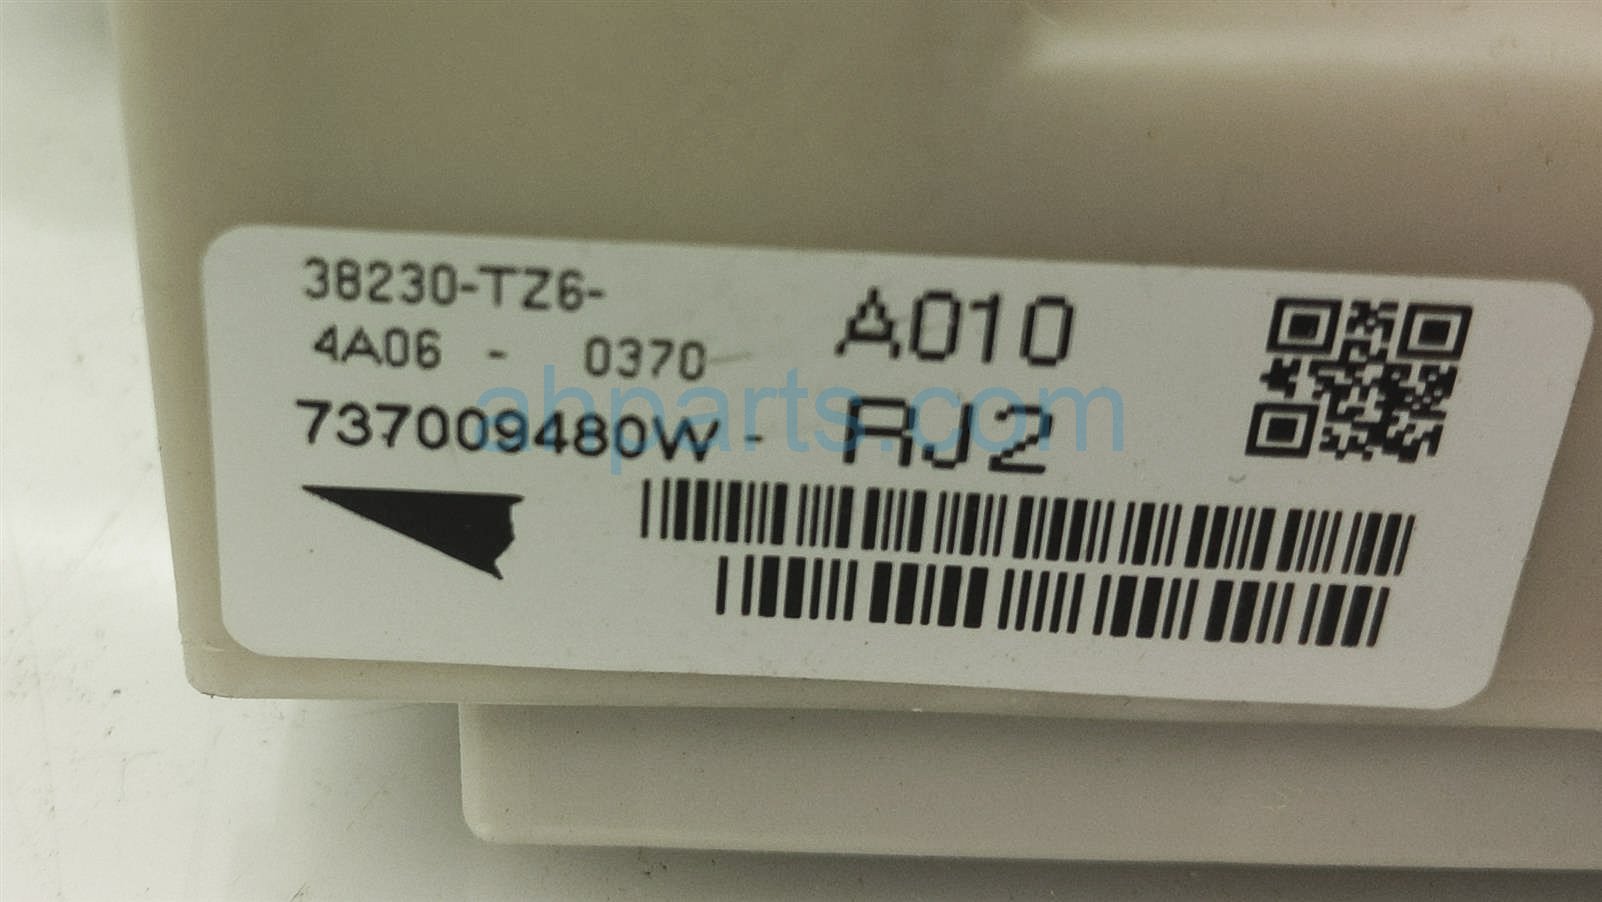 38230-TZ6- A010
4A06 - 0370
737009480W - RJ2
ahparts.com